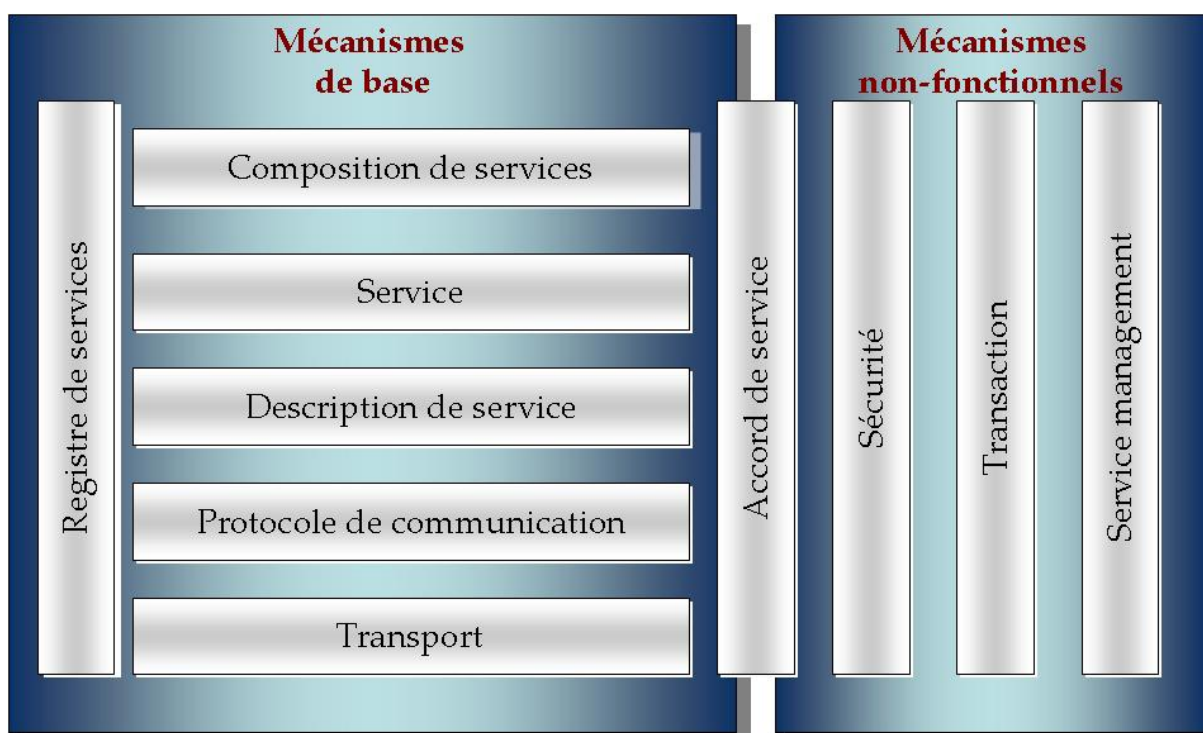 Mécanismes
de base
Registre de services
Composition de services
Service
Description de service
Protocole de communication
Transport
Accord de service
Mécanismes
non-fonctionnels
Sécurité
Transaction
Service management